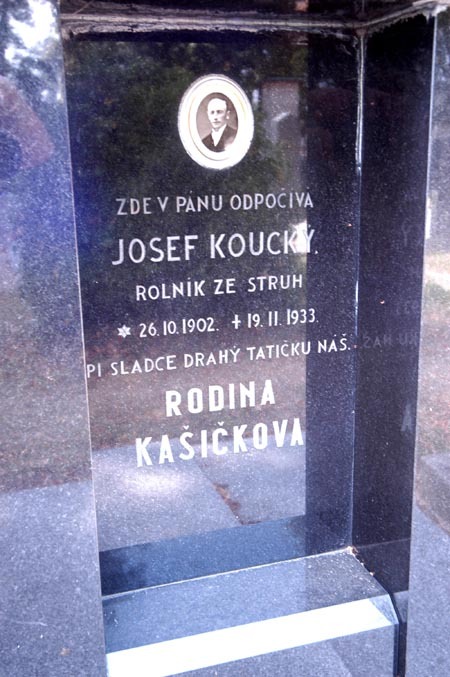 ZDE V PÁNU ODPOČÍVÁ
JOSEF KOUCKÝ.
ROLNÍK ZE STRUH
* 26.10.1902. + 19.11.1933.
PI SLADCE DRAHÝ TATÍČKU NÁŠ.
RODINA
KAŠIČKOVA